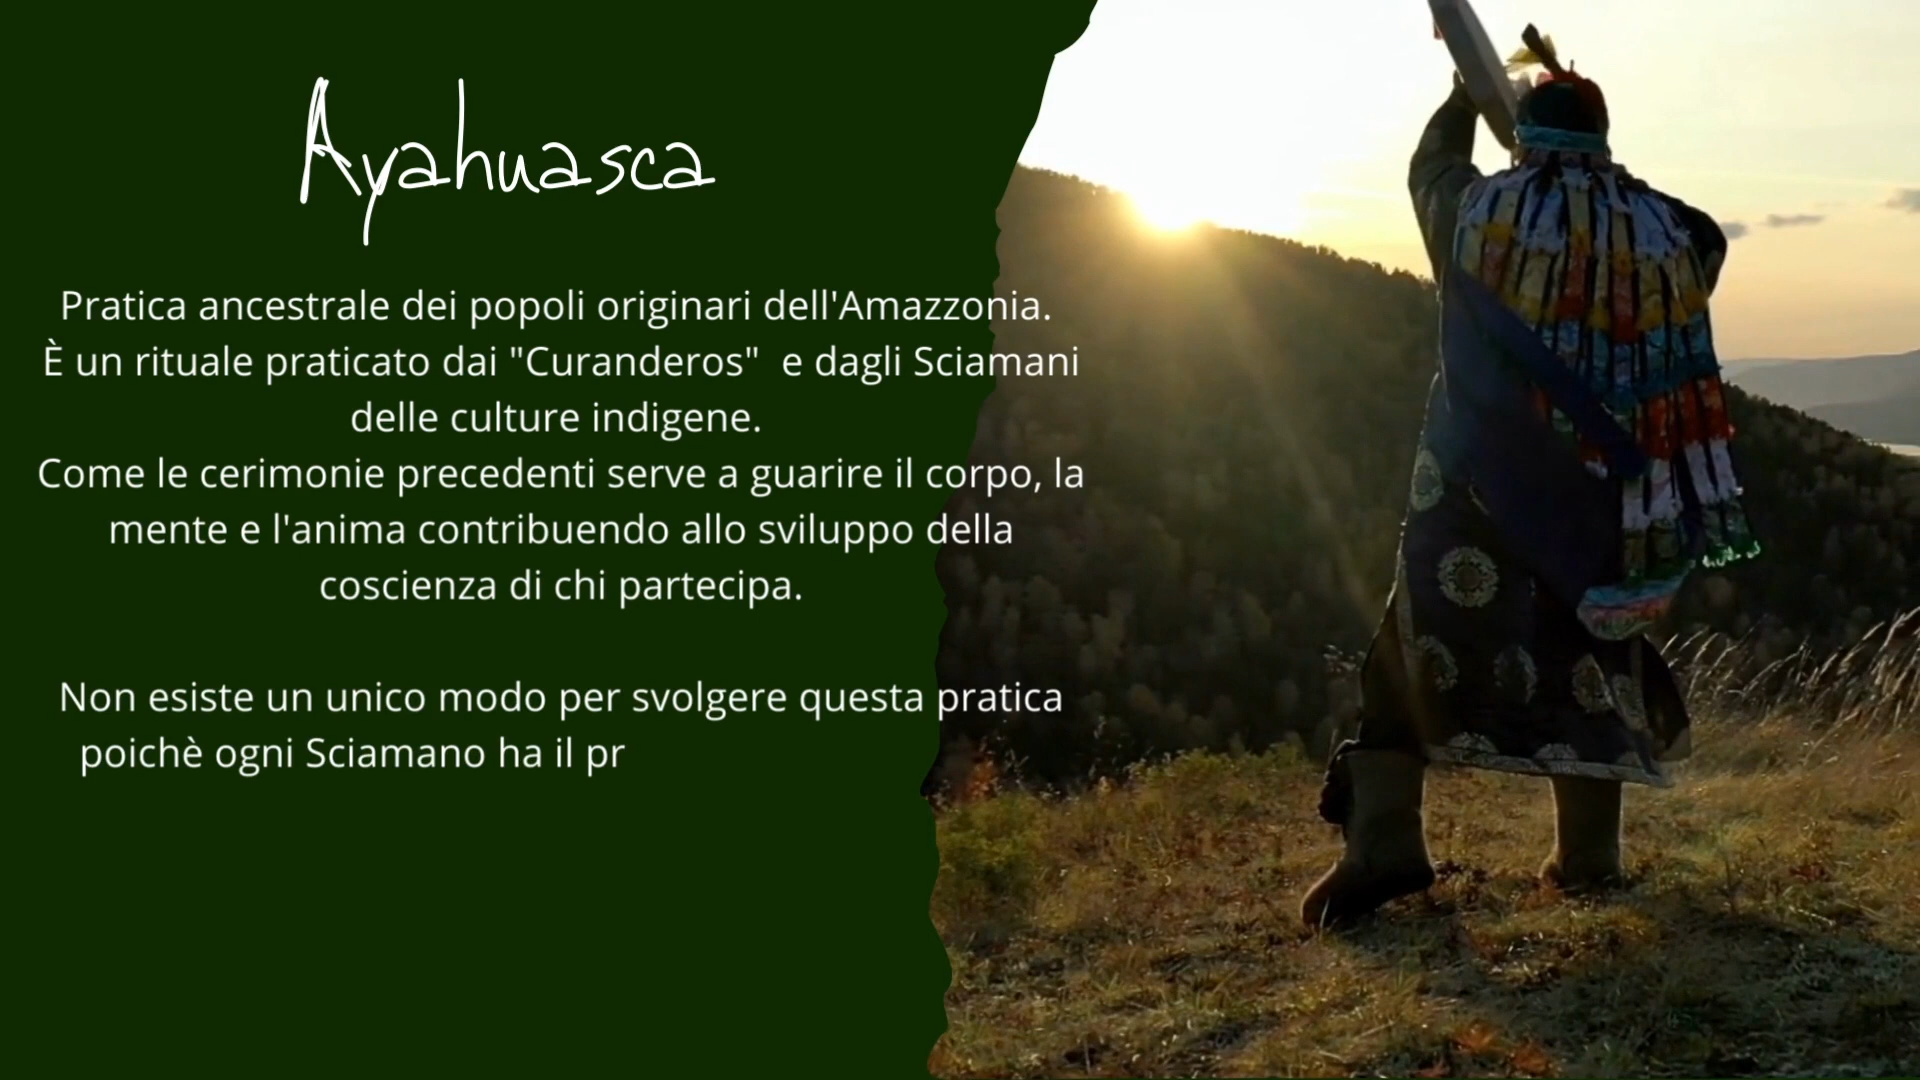 Ayahuasca
Pratica ancestrale dei popoli originari dell'Amazzonia.
È un rituale praticato dai "Curanderos"  e dagli Sciamani
delle culture indigene.
Come le cerimonie precedenti serve a guarire il corpo, la
mente e l'anima contribuendo allo sviluppo della
coscienza di chi partecipa.
Non esiste un unico modo per svolgere questa pratica
poichè ogni Sciamano ha il pr